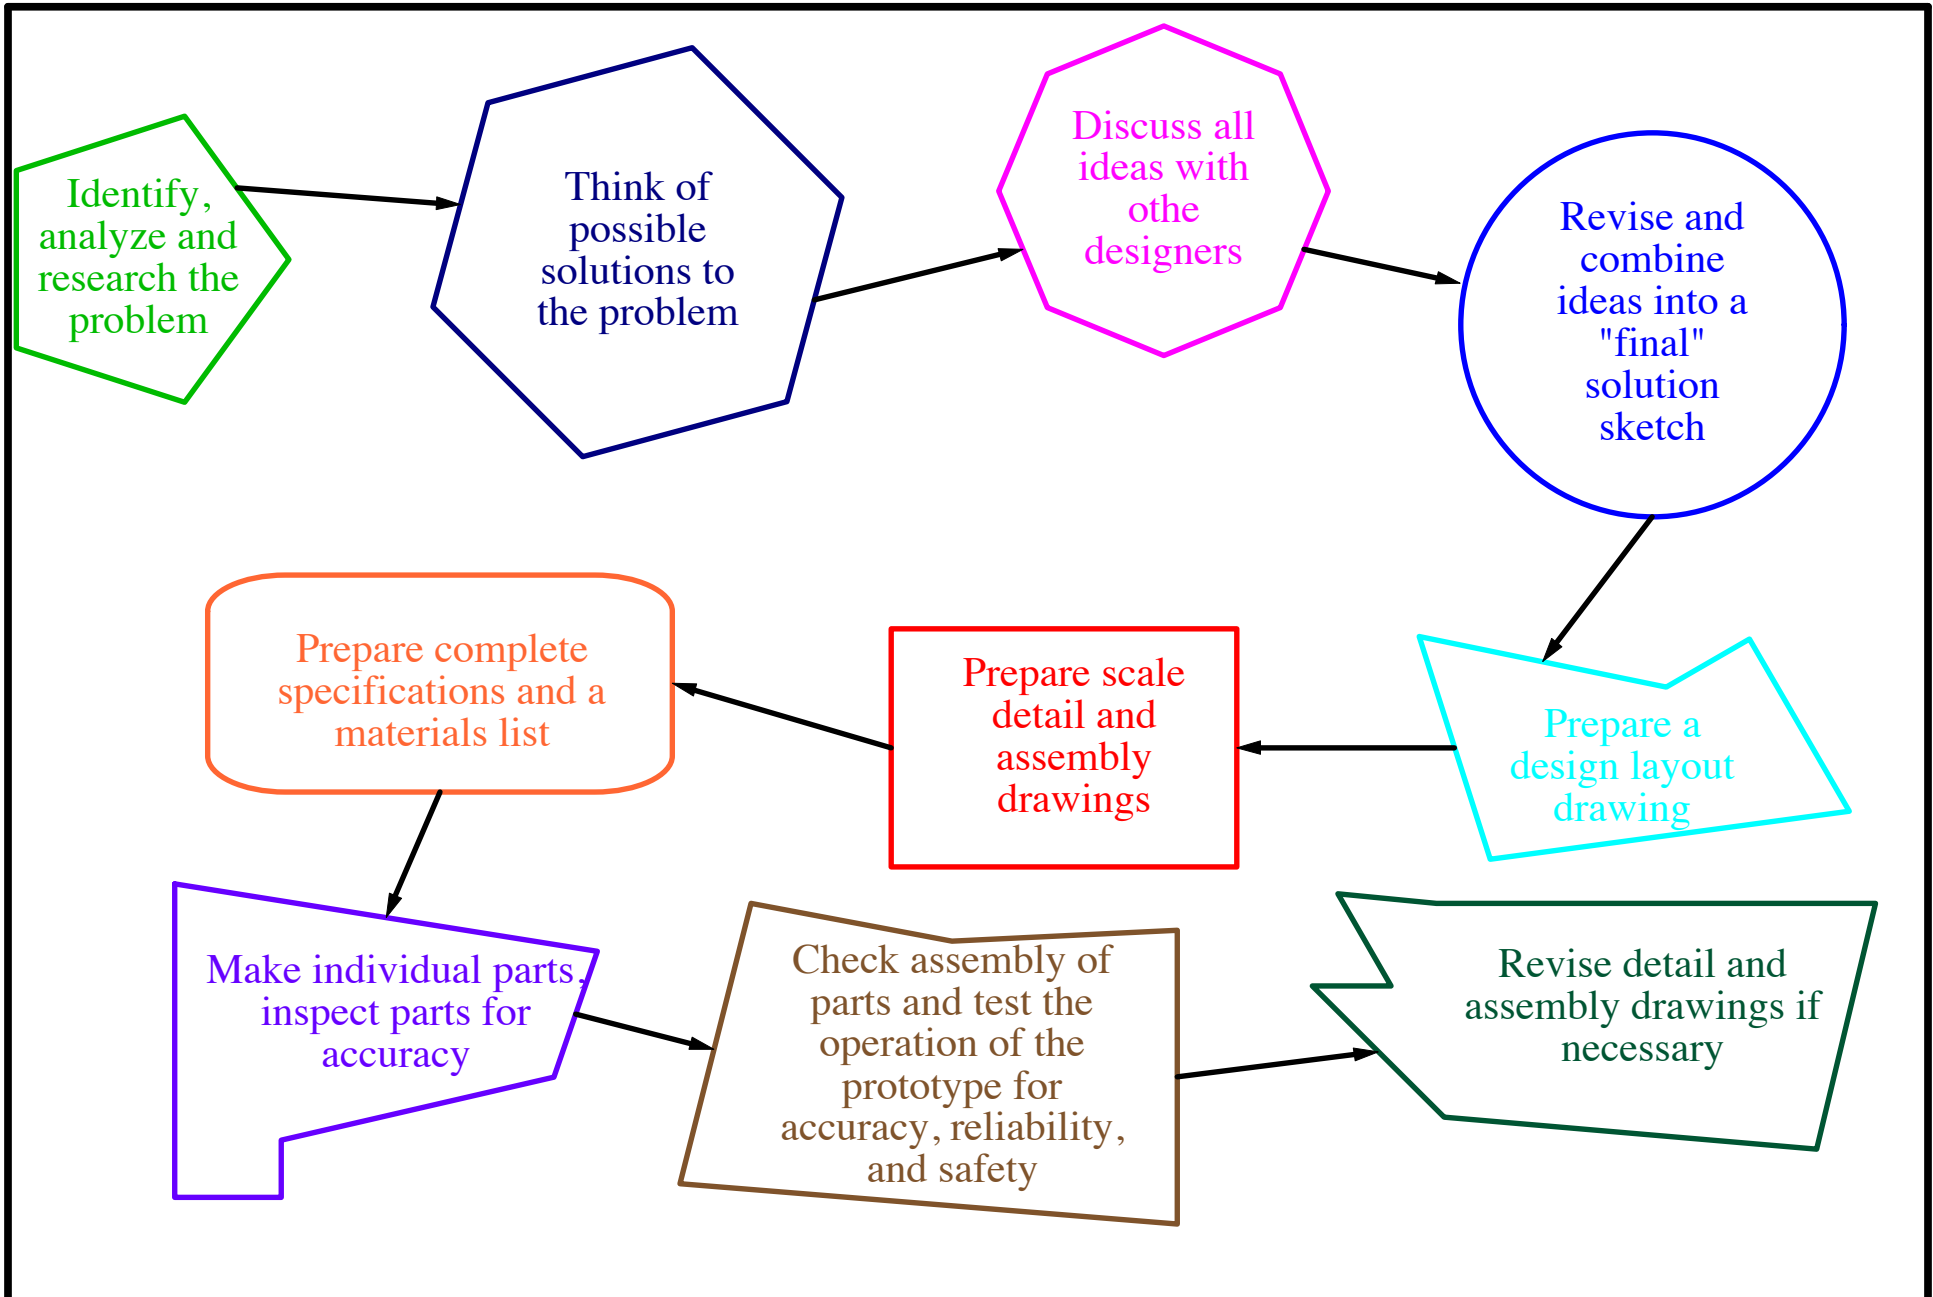 Identify,
analyze and
research the
problem
Think of
possible
solutions to
the problem
Discuss all
ideas with
othe
designers
Revise and
combine
ideas into a
"final"
solution
sketch
Prepare a
design layout
drawing
Prepare scale
detail and
assembly
drawings
Prepare complete
specifications and a
materials list
Make individual parts,
inspect parts for
accuracy
Check assembly of
parts and test the
operation of the
prototype for
accuracy, reliability,
and safety
Revise detail and
assembly drawings if
necessary